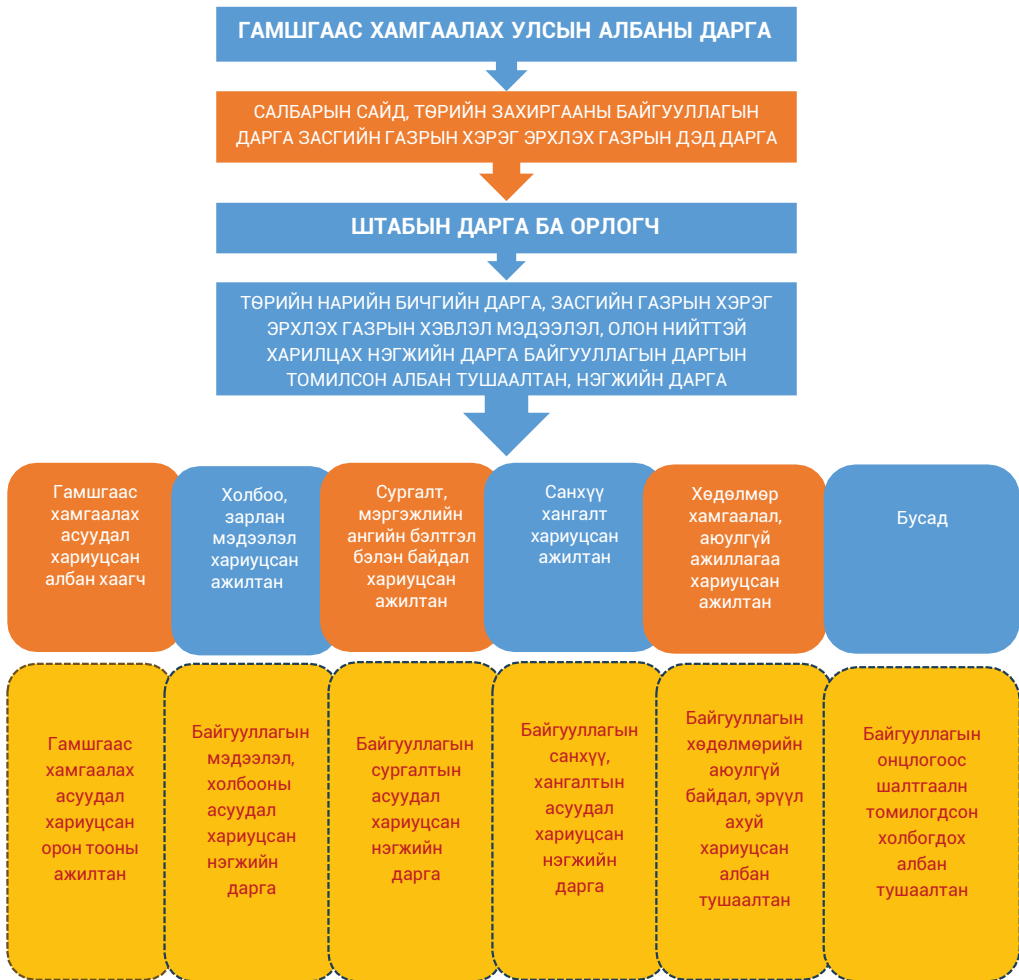 ГАМШГААС ХАМГААЛАХ УЛСЫН АЛБАНЫ ДАРГА
САЛБАРЫН САЙД, ТӨРИЙН ЗАХИРГААНЫ БАЙГУУЛЛАГЫН
ДАРГА ЗАСГИЙН ГАЗРЫН ХЭРЭГ ЭРХЛЭХ ГАЗРЫН ДЭД ДАРГА
ШТАБЫН ДАРГА БА ОРЛОГЧ
ТӨРИЙН НАРИЙН БИЧГИЙН ДАРГА, ЗАСГИЙН ГАЗРЫН ХЭРЭГ
ЭРХЛЭХ ГАЗРЫН ХЭВЛЭЛ МЭДЭЭЛЭЛ, ОЛОН НИЙТТЭЙ
ХАРИЛЦАХ НЭГЖИЙН ДАРГА БАЙГУУЛЛАГЫН ДАРГЫН
ТОМИЛСОН АЛБАН ТУШААЛТАН, НЭГЖИЙН ДАРГА
Гамшгаас
хамгаалах
асуудал
хариуцсан
албан хаагч
Холбоо,
зарлан
мэдээлэл
хариуцсан
ажилтан
Сургалт,
мэргэжлийн
ангийн бэлтгэл
бэлэн байдал
хариуцсан
ажилтан
Санхүү
хангалт
хариуцсан
ажилтан
Хөдөлмөр
хамгаалал,
аюулгүй
ажиллагаа
хариуцсан
ажилтан
Бусад
Гамшгаас
хамгаалах
асуудал
хариуцсан
орон тооны
ажилтан
Байгууллагын
мэдээлэл,
холбооны
асуудал
хариуцсан
нэгжийн
дарга
Байгууллагын
сургалтын
асуудал
хариуцсан
нэгжийн
дарга
Байгууллагын
санхүү,
хангалтын
асуудал
хариуцсан
нэгжийн
дарга
Байгууллагын
хөдөлмөрийн
аюулгүй
байдал, эрүүл
ахуй
хариуцсан
албан
тушаалтан
Байгууллагын
онцлогоос
шалтгаалн
томилогдсон
холбогдох
албан
тушаалтан